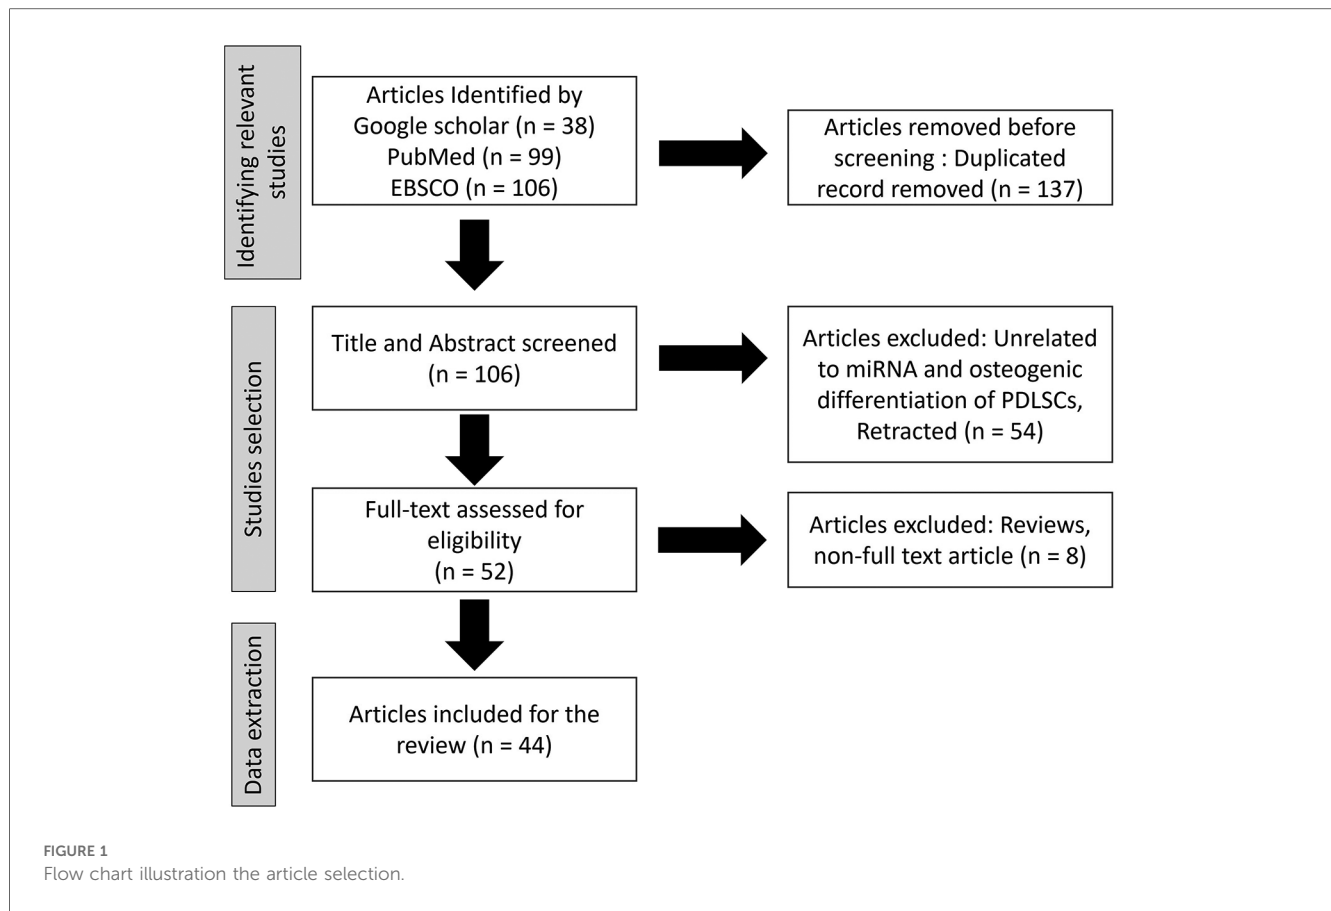 Identifying relevant
studies
Articles Identified by
Google scholar (n = 38)
PubMed (n = 99)
EBSCO (n = 106)
Articles removed before
screening : Duplicated
record removed (n = 137)
Studies selection
Title and Abstract screened
(n = 106)
Articles excluded: Unrelated
to miRNA and osteogenic
differentiation of PDLSCs,
Retracted (n = 54)
Full-text assessed for
eligibility
(n = 52)
Articles excluded: Reviews,
non-full text article (n = 8)
Data extraction
Articles included for the
review (n = 44)
FIGURE 1
Flow chart illustration the article selection.